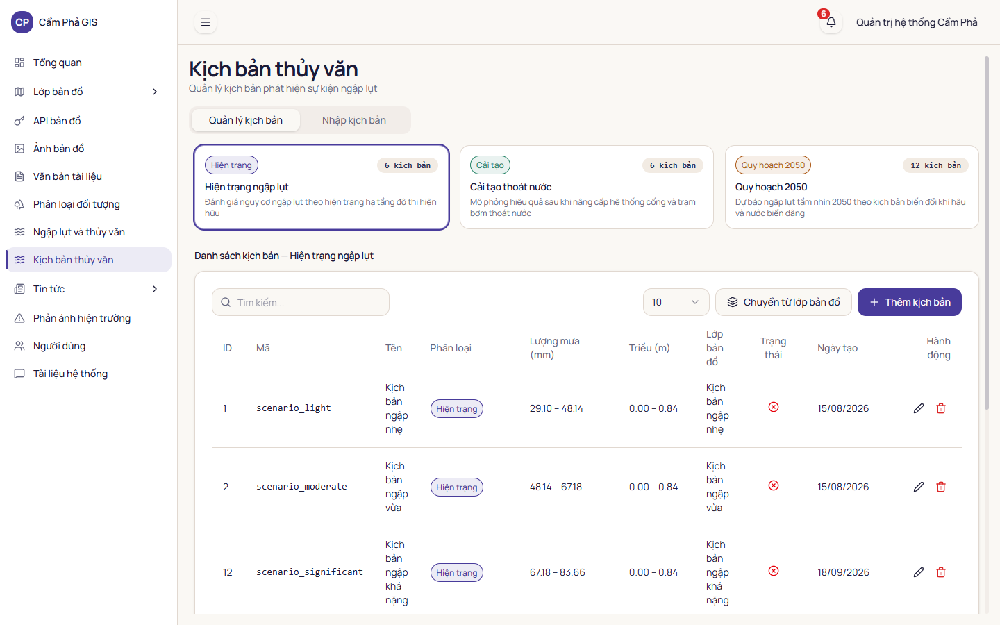 CP Cẩm Phả GIS
6
Quản trị hệ thống Cẩm Phả
Tổng quan
Lớp bản đồ
API bản đồ
Ảnh bản đồ
Văn bản tài liệu
Phân loại đối tượng
Ngập lụt và thủy văn
Kịch bản thủy văn
Tin tức
Phản ánh hiện trường
Người dùng
Tài liệu hệ thống
Kịch bản thủy văn
Quản lý kịch bản phát hiện sự kiện ngập lụt
Quản lý kịch bản Nhập kịch bản
Hiện trạng 6 kịch bản
Hiện trạng ngập lụt
Đánh giá nguy cơ ngập lụt theo hiện trạng hạ tầng đô thị hiện
hữu
Cải tạo 6 kịch bản
Cải tạo thoát nước
Mô phỏng hiệu quả sau khi nâng cấp hệ thống cống và trạm
bơm thoát nước
Quy hoạch 2050 12 kịch bản
Quy hoạch 2050
Dự báo ngập lụt tầm nhìn 2050 theo kịch bản biến đổi khí hậu
và nước biển dâng
Danh sách kịch bản — Hiện trạng ngập lụt
Tìm kiếm...
10
Chuyển từ lớp bản đồ
Thêm kịch bản
ID
Mã
Tên
Phân loại
Lượng mưa
(mm)
Triều (m)
Lớp
bản
đồ
Trạng
thái
Ngày tạo
Hành
động
1
scenario_light
Kịch
bản
ngập
nhẹ
Hiện trạng
29.10 – 48.14
0.00 – 0.84
Kịch
bản
ngập
nhẹ
15/08/2026
2
scenario_moderate
Kịch
bản
ngập
vừa
Hiện trạng
48.14 – 67.18
0.00 – 0.84
Kịch
bản
ngập
vừa
15/08/2026
12
scenario_significant
Kịch
bản
ngập
khá
nặng
Hiện trạng
67.18 – 83.66
0.00 – 0.84
Kịch
bản
ngập
khá
nặng
18/09/2026